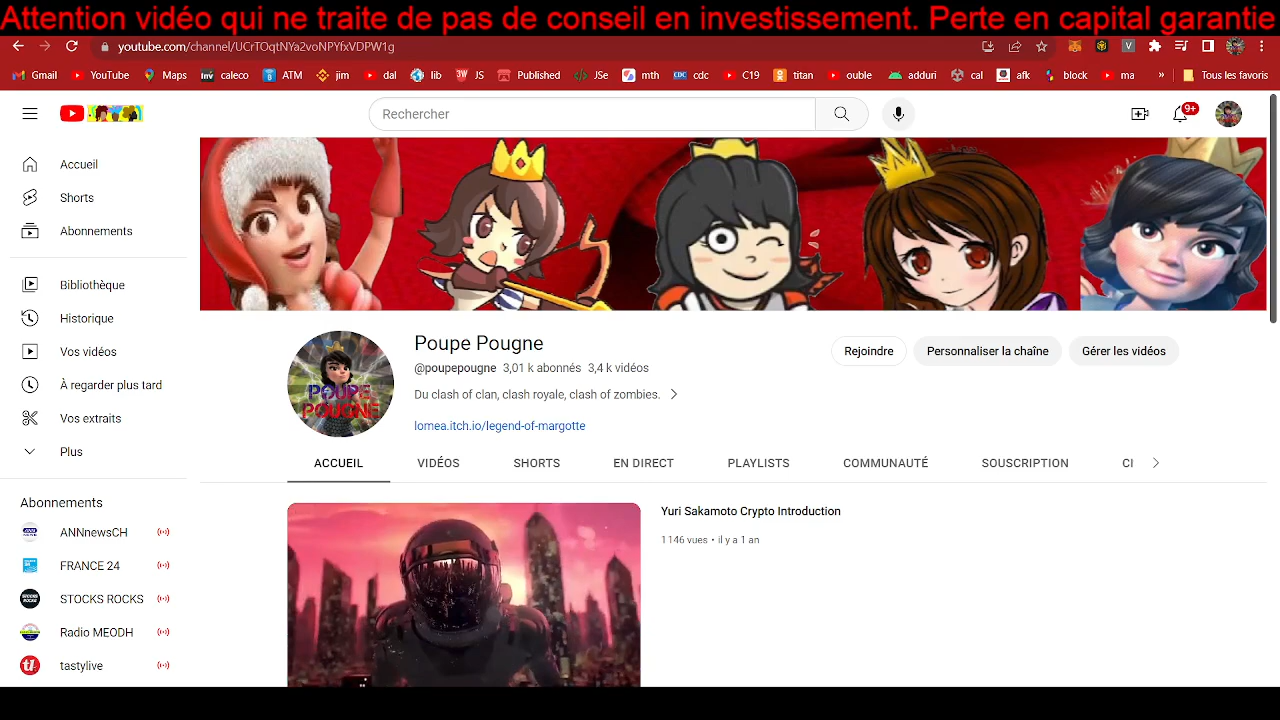 Attention vidéo qui ne traite de pas de conseil en investissement. Perte en capital garantie
youtube.com/channel/UCrTOqtNYa2voNPYfxVDPW1g
Gmail YouTube Maps caleco ATM jim dal lib JS Published JSe mth cdc C19 titan ouble adduri cal afk block ma » Tous les favoris
Rechercher
9+
Accueil
Shorts
Abonnements
Bibliothèque
Historique
Vos vidéos
À regarder plus tard
Vos extraits
Plus
Abonnements
ANNnewsCH
FRANCE 24
STOCKS ROCKS
Radio MEODH
tastylive
POUPE
POUGNE
Poupe Pougne
@poupepougne 3,01 k abonnés 3,4 k vidéos
Du clash of clan, clash royale, clash of zombies.
lomea.itch.io/legend-of-margotte
Rejoindre Personnaliser la chaîne Gérer les vidéos
ACCUEIL VIDÉOS SHORTS EN DIRECT PLAYLISTS COMMUNAUTÉ SOUSCRIPTION CI
Yuri Sakamoto Crypto Introduction
1 146 vues • il y a 1 an